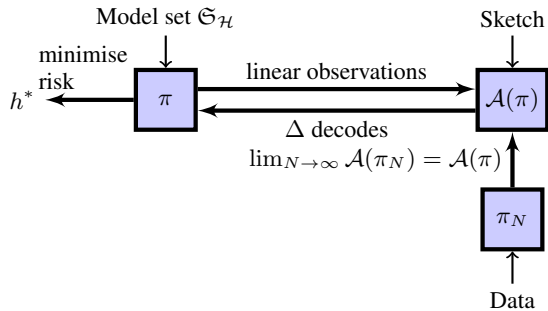 Model set 𝔖_ℋ
Sketch
minimise
risk
h*
π
linear observations
𝒜(π)
Δ decodes
lim_{N→∞} 𝒜(π_N) = 𝒜(π)
π_N
Data